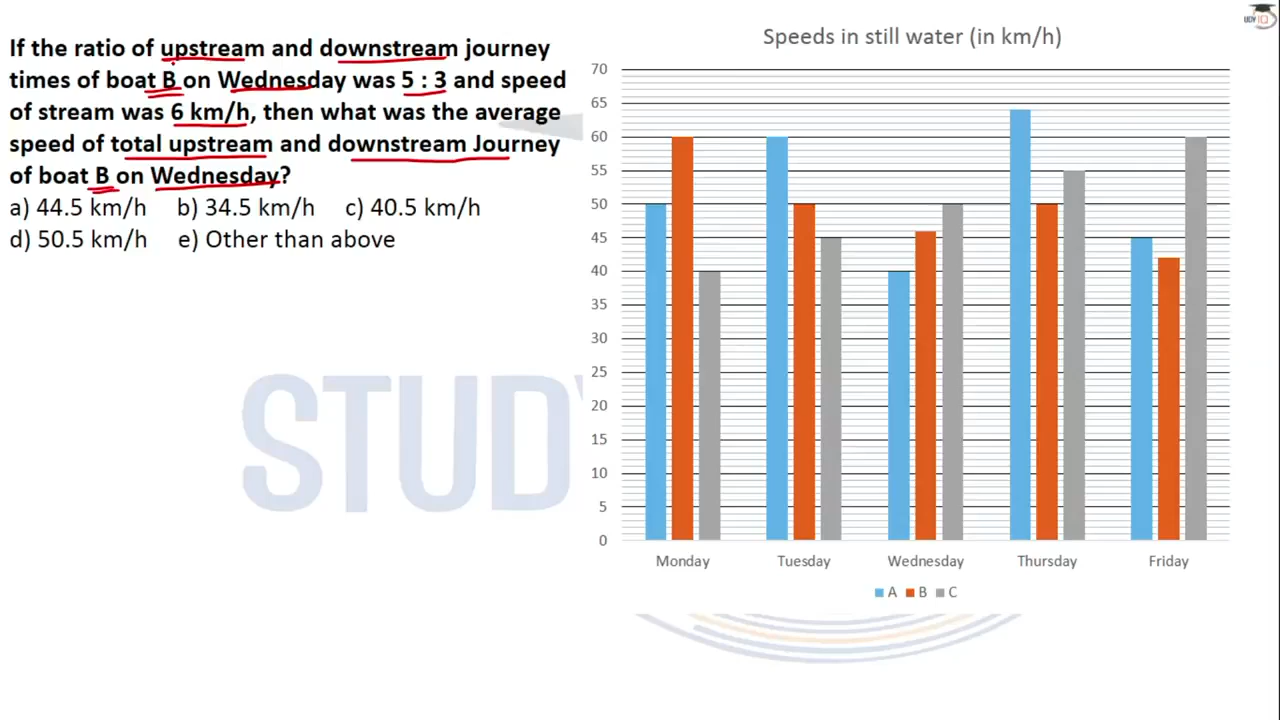 If the ratio of upstream and downstream journey
times of boat B on Wednesday was 5 : 3 and speed
of stream was 6 km/h, then what was the average
speed of total upstream and downstream Journey
of boat B on Wednesday?
a) 44.5 km/h b) 34.5 km/h c) 40.5 km/h
d) 50.5 km/h e) Other than above
STUDY
UDY IQ
Speeds in still water (in km/h)
70
65
60
55
50
45
40
35
30
25
20
15
10
5
0
Monday Tuesday Wednesday Thursday Friday
A B C